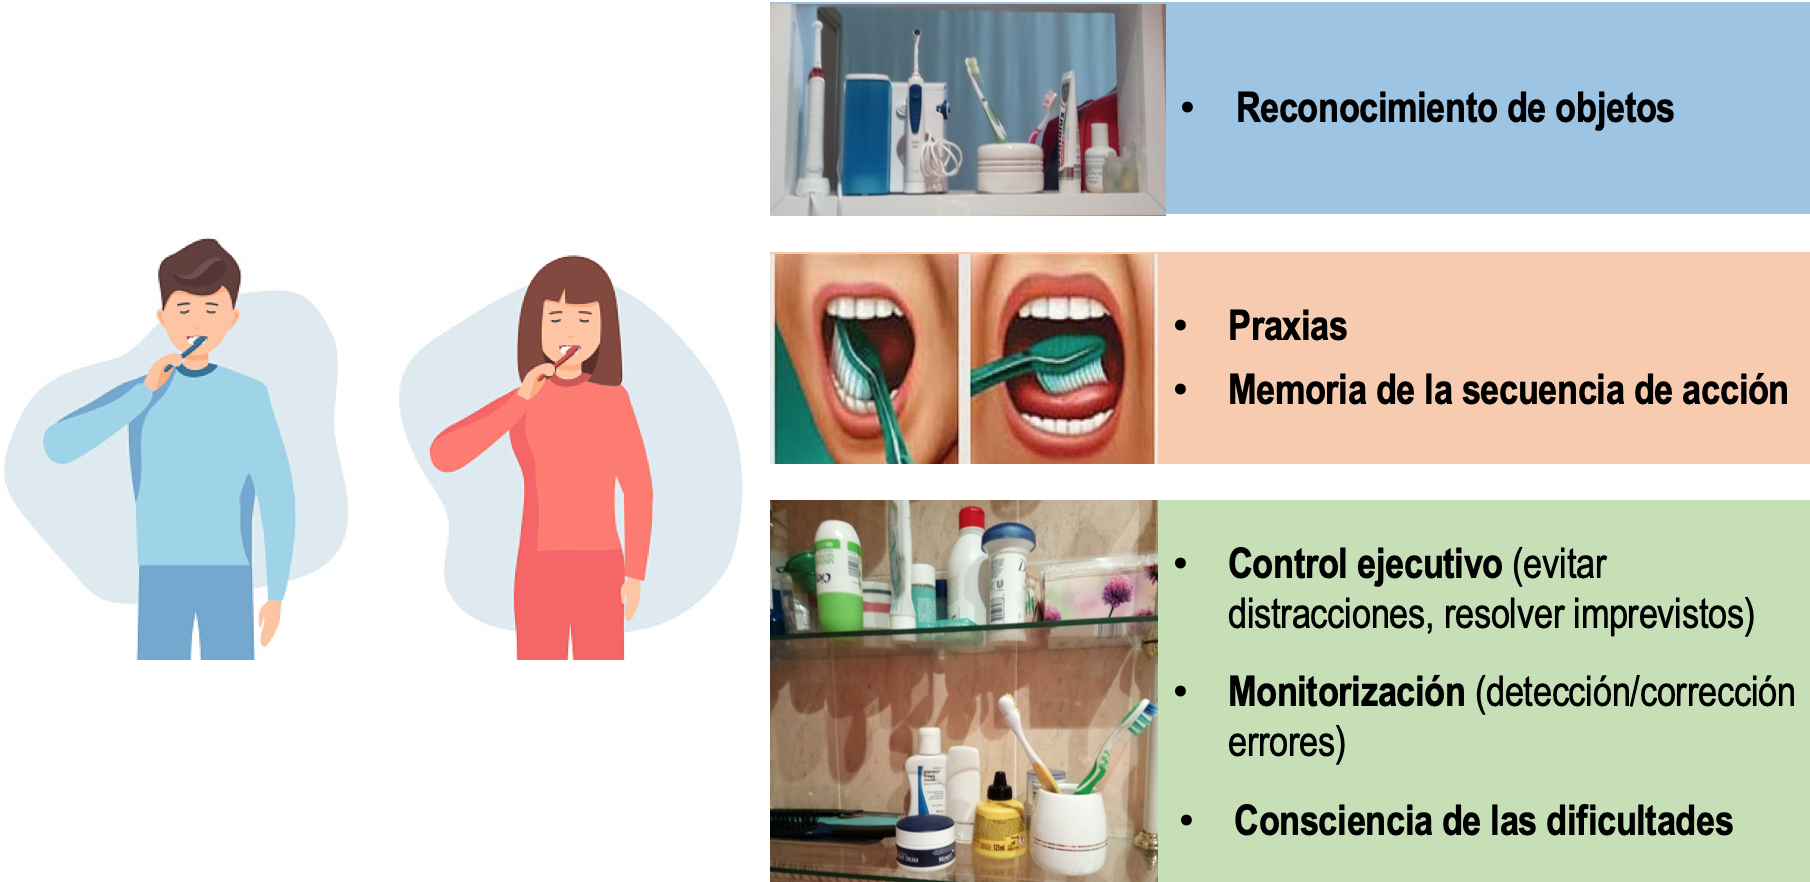 Reconocimiento de objetos
Praxias
Memoria de la secuencia de acción
Control ejecutivo (evitar
distracciones, resolver imprevistos)
Monitorización (detección/corrección
errores)
Consciencia de las dificultades